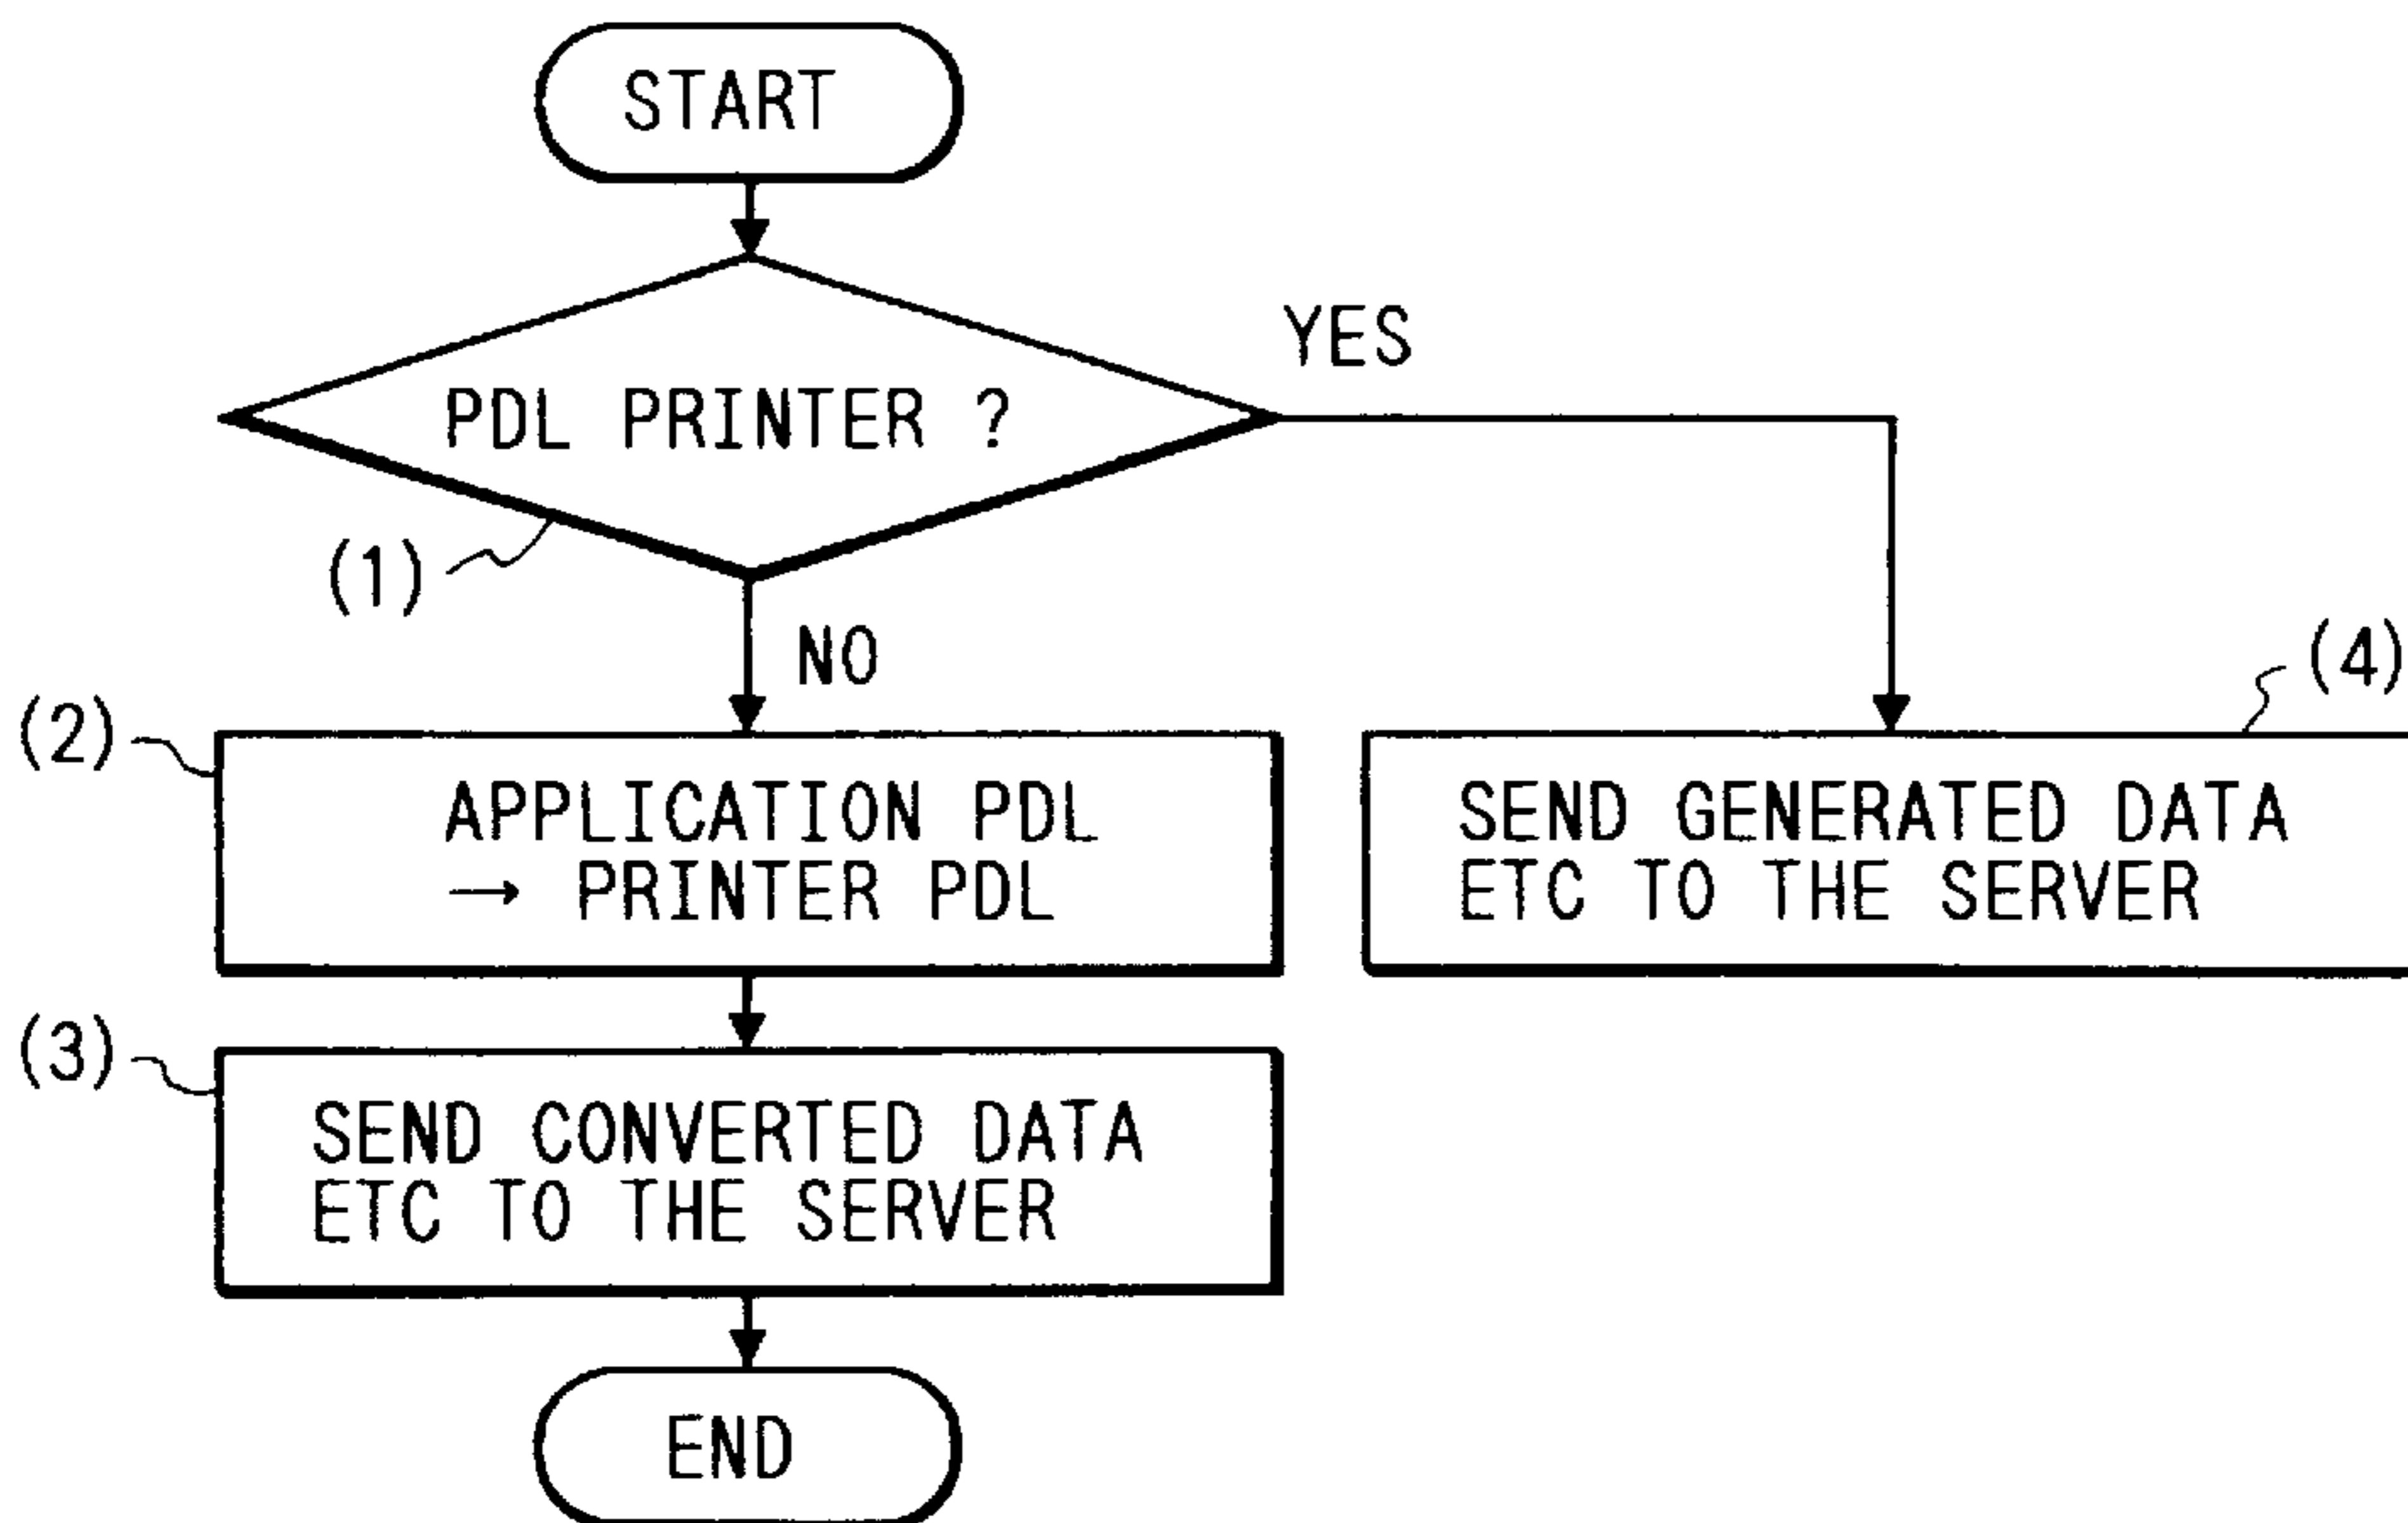 START
PDL PRINTER ?
YES
(1)
NO
(2)
APPLICATION PDL
→ PRINTER PDL
(4)
SEND GENERATED DATA
ETC TO THE SERVER
(3)
SEND CONVERTED DATA
ETC TO THE SERVER
END